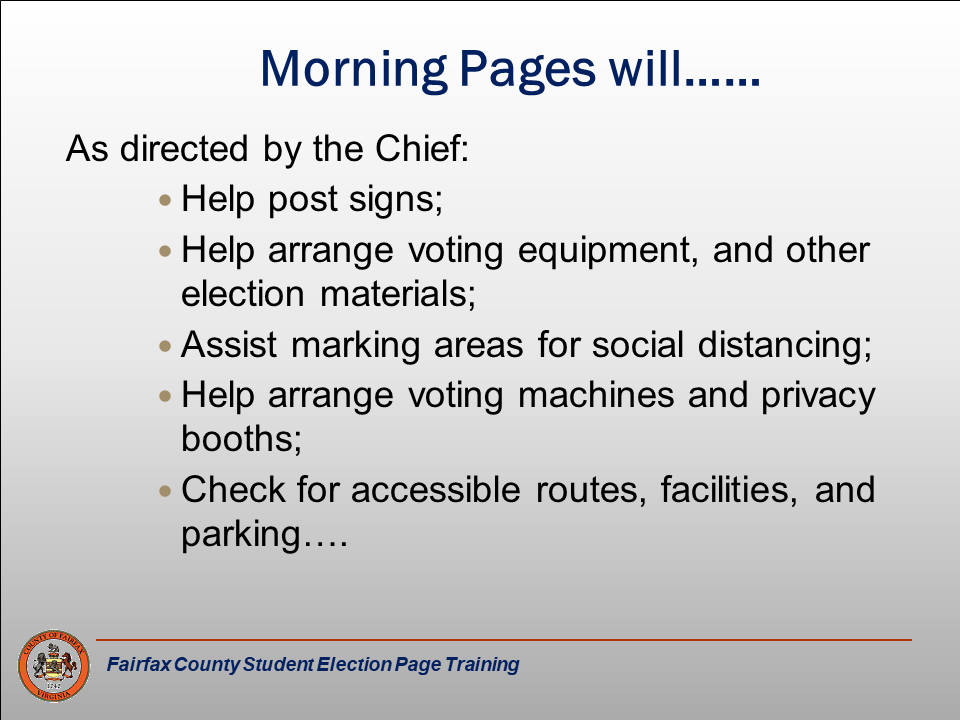 Morning Pages will……
As directed by the Chief:
• Help post signs;
• Help arrange voting equipment, and other
election materials;
• Assist marking areas for social distancing;
• Help arrange voting machines and privacy
booths;
• Check for accessible routes, facilities, and
parking….
COUNTY OF FAIRFAX
1742
VIRGINIA
Fairfax County Student Election Page Training